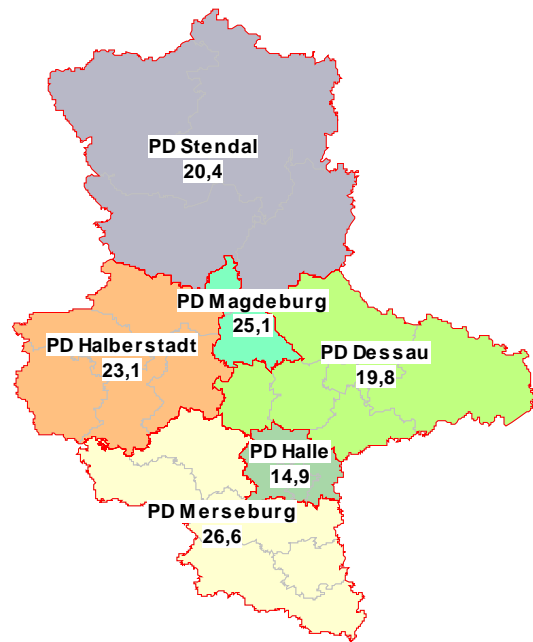 PD Stendal
20,4
PD Magdeburg
25,1
PD Halberstadt
23,1
PD Dessau
19,8
PD Halle
14,9
PD Merseburg
26,6